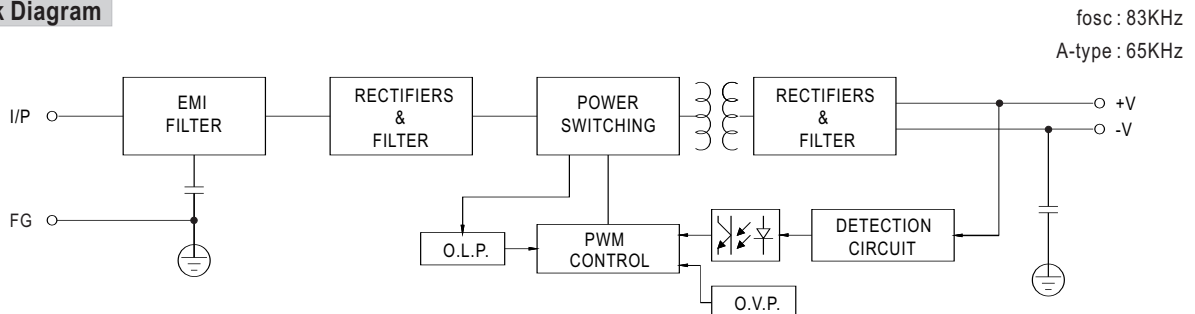 k Diagram
fosc : 83KHz
A-type : 65KHz
I/P
EMI
FILTER
RECTIFIERS
&
FILTER
POWER
SWITCHING
RECTIFIERS
&
FILTER
+V
-V
FG
O.L.P.
PWM
CONTROL
DETECTION
CIRCUIT
O.V.P.